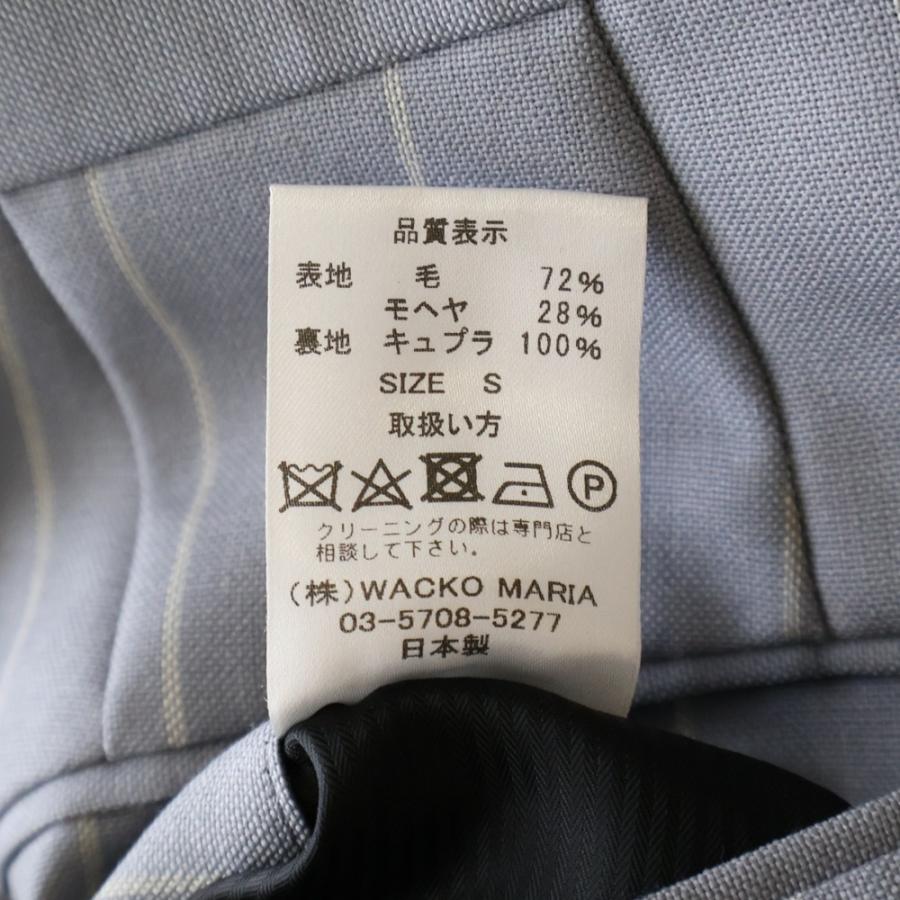 品質表示
表地 毛 72%
モヘヤ 28%
裏地 キュプラ 100%
SIZE S
取扱い方
P
クリーニングの際は専門店と
相談して下さい。
(株)WACKO MARIA
03-5708-5277
日本製